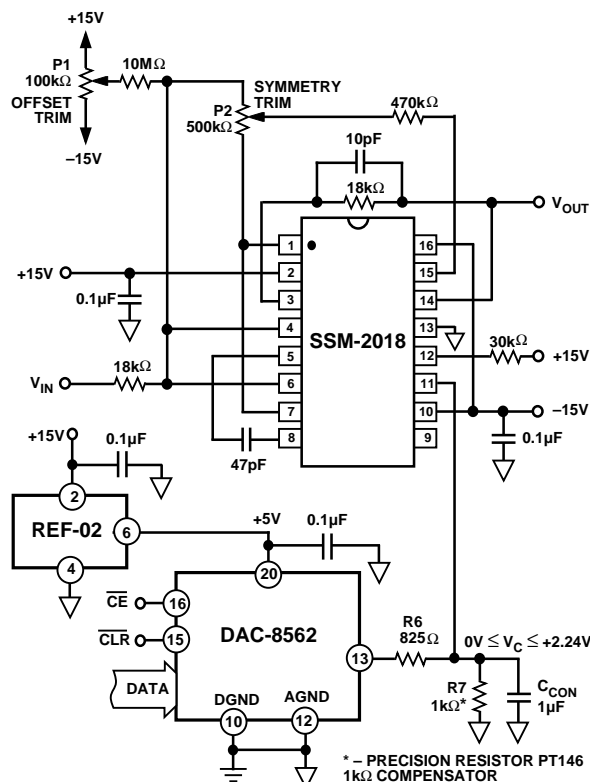 +15V
P1
100kΩ
OFFSET
TRIM
–15V
10MΩ
P2
500kΩ
SYMMETRY
TRIM
470kΩ
10pF
18kΩ
V_OUT
+15V
0.1µF
V_IN
18kΩ
47pF
1
2
3
4
5
6
7
8
SSM-2018
16
15
14
13
12
11
10
9
30kΩ
+15V
–15V
0.1µF
+15V
0.1µF
2
REF-02
6
4
+5V
0.1µF
20
CE
16
CLR
15
DAC-8562
DATA
13
DGND
10
AGND
12
R6
825Ω
0V ≤ V_C ≤ +2.24V
R7
1kΩ*
C_CON
1µF
* – PRECISION RESISTOR PT146
1kΩ COMPENSATOR